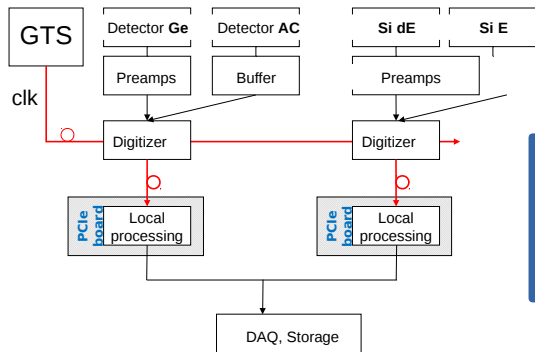 GTS
Detector Ge
Detector AC
Si dE
Si E
Preamps
Buffer
Preamps
clk
Digitizer
Digitizer
PCIe
board
Local
processing
PCIe
board
Local
processing
DAQ, Storage